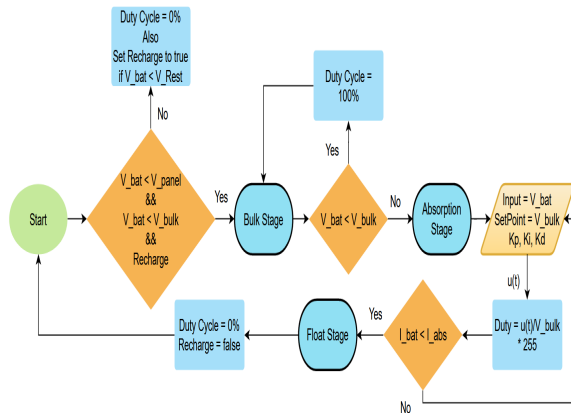 Duty Cycle = 0%
Also
Set Recharge to true
if V_bat < V_Rest
No
Duty Cycle =
100%
Yes
Start
V_bat < V_panel
&&
V_bat < V_bulk
&&
Recharge
Yes
Bulk Stage
V_bat < V_bulk
No
Absorption
Stage
Input = V_bat
SetPoint = V_bulk
Kp, Ki, Kd
u(t)
Duty = u(t)/V_bulk
* 255
I_bat < I_abs
Yes
No
Float Stage
Duty Cycle = 0%
Recharge = false